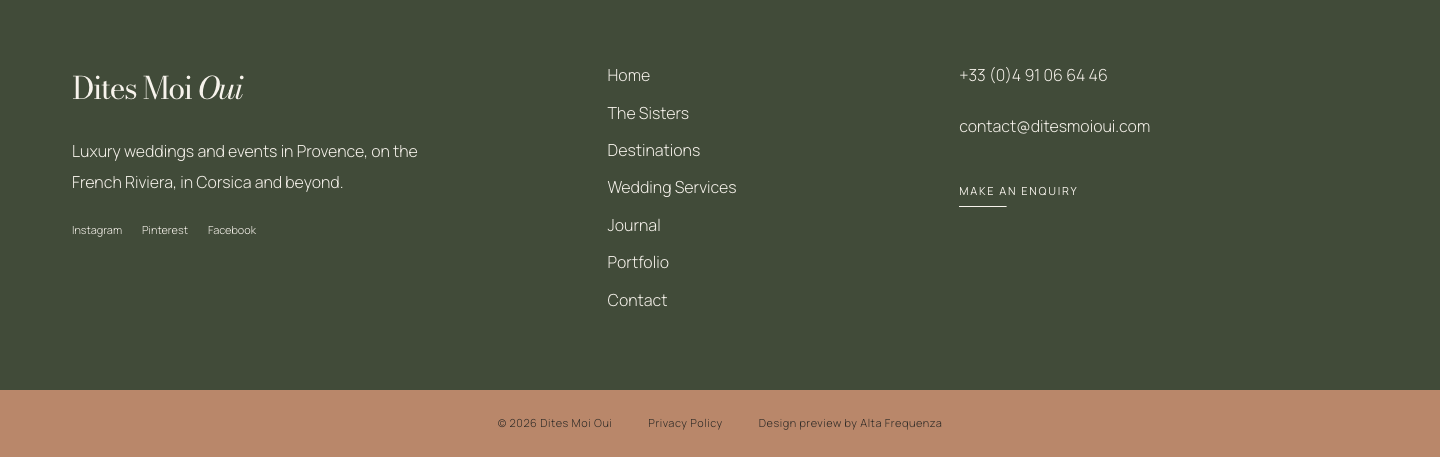 Dites Moi Oui
Luxury weddings and events in Provence, on the
French Riviera, in Corsica and beyond.
Instagram Pinterest Facebook
Home
The Sisters
Destinations
Wedding Services
Journal
Portfolio
Contact
+33 (0)4 91 06 64 46
contact@ditesmoioui.com
MAKE AN ENQUIRY
© 2026 Dites Moi Oui Privacy Policy Design preview by Alta Frequenza